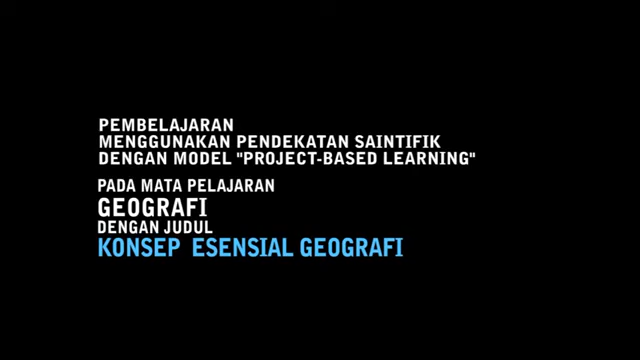 PEMBELAJARAN
MENGGUNAKAN PENDEKATAN SAINTIFIK
DENGAN MODEL "PROJECT-BASED LEARNING"
PADA MATA PELAJARAN
GEOGRAFI
DENGAN JUDUL
KONSEP ESENSIAL GEOGRAFI